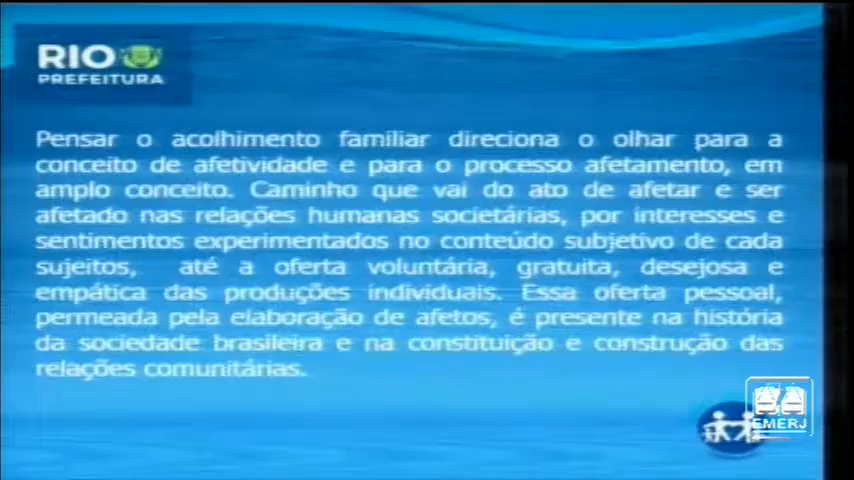 RIO
PREFEITURA
Pensar o acolhimento familiar direciona o olhar para a
conceito de afetividade e para o processo afetamento, em
amplo conceito. Caminho que vai do ato de afetar e ser
afetado nas relações humanas societárias, por interesses e
sentimentos experimentados no conteúdo subjetivo de cada
sujeitos, até a oferta voluntária, gratuita, desejosa e
empática das produções individuais. Essa oferta pessoal,
permeada pela elaboração de afetos, é presente na história
da sociedade brasileira e na constituição e construção das
relações comunitárias.
EMERJ